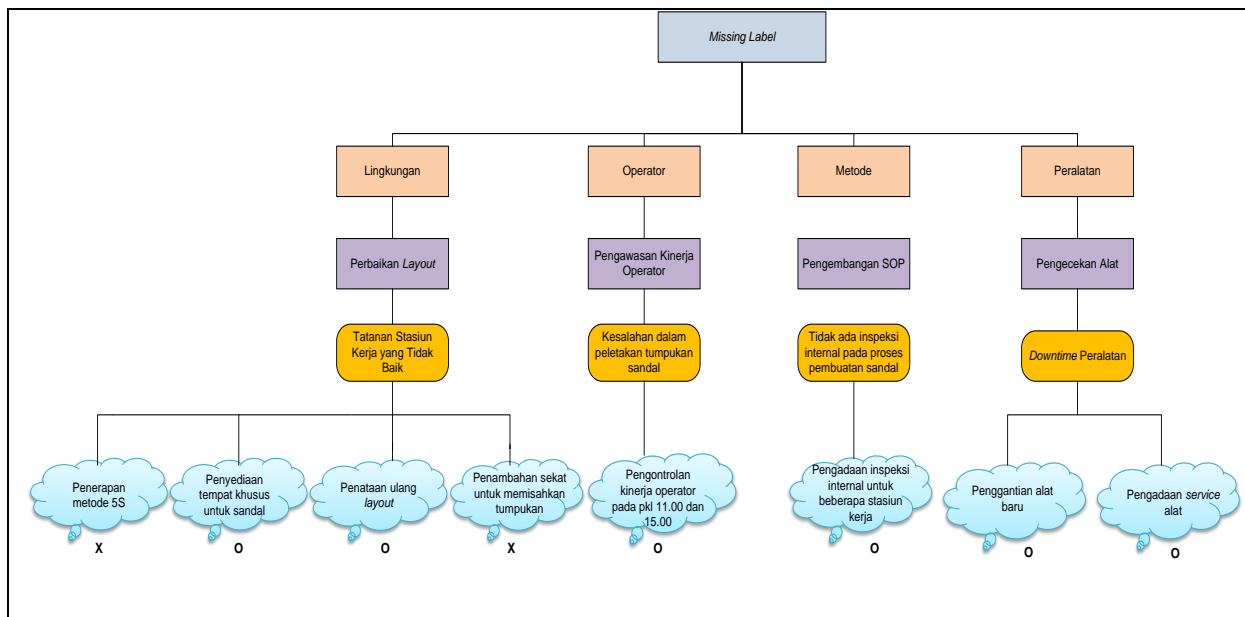 Missing Label
Lingkungan
Operator
Metode
Peralatan
Perbaikan Layout
Pengawasan Kinerja
Operator
Pengembangan SOP
Pengecekan Alat
Tatanan Stasiun
Kerja yang Tidak
Baik
Kesalahan dalam
peletakan tumpukan
sandal
Tidak ada inspeksi
internal pada proses
pembuatan sandal
Downtime Peralatan
Penerapan
metode 5S
Penyediaan
tempat khusus
untuk sandal
Penataan ulang
layout
Penambahan sekat
untuk memisahkan
tumpukan
Pengontrolan
kinerja operator
pada pkl 11.00 dan
15.00
Pengadaan inspeksi
internal untuk
beberapa stasiun
kerja
Penggantian alat
baru
Pengadaan service
alat
X
O
O
X
O
O
O
O